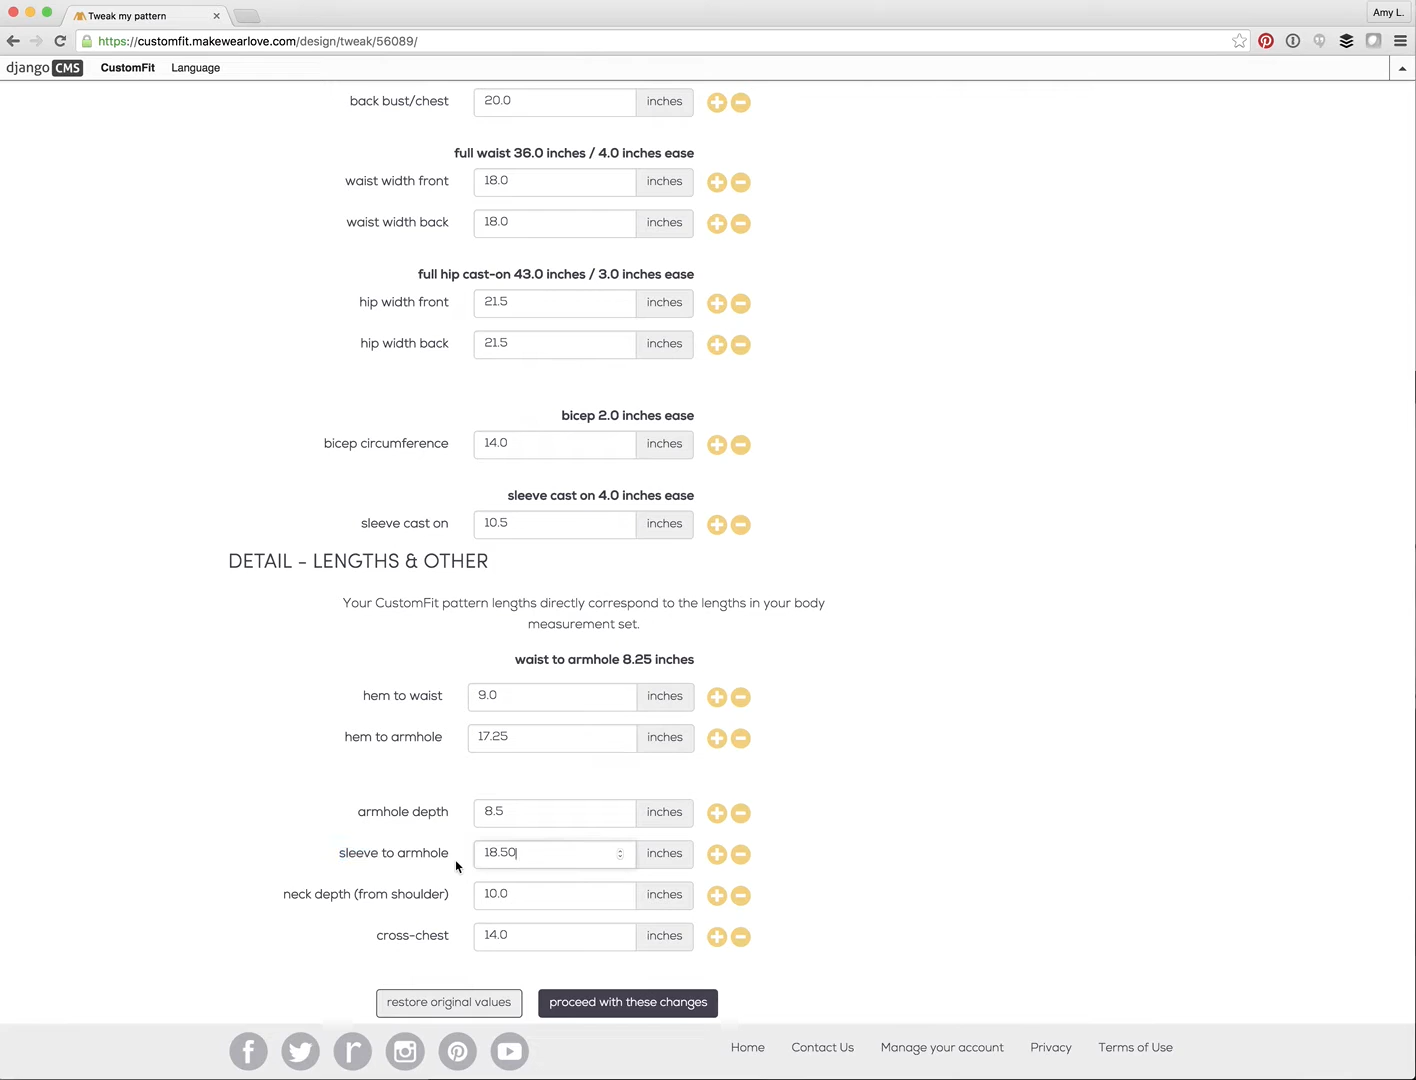 Tweak my pattern
Amy L.
https://customfit.makewearlove.com/design/tweak/56089/
django CMS CustomFit Language
back bust/chest 20.0 inches
full waist 36.0 inches / 4.0 inches ease
waist width front 18.0 inches
waist width back 18.0 inches
full hip cast-on 43.0 inches / 3.0 inches ease
hip width front 21.5 inches
hip width back 21.5 inches
bicep 2.0 inches ease
bicep circumference 14.0 inches
sleeve cast on 4.0 inches ease
sleeve cast on 10.5 inches
DETAIL - LENGTHS & OTHER
Your CustomFit pattern lengths directly correspond to the lengths in your body
measurement set.
waist to armhole 8.25 inches
hem to waist 9.0 inches
hem to armhole 17.25 inches
armhole depth 8.5 inches
sleeve to armhole 18.50 inches
neck depth (from shoulder) 10.0 inches
cross-chest 14.0 inches
restore original values proceed with these changes
Home Contact Us Manage your account Privacy Terms of Use